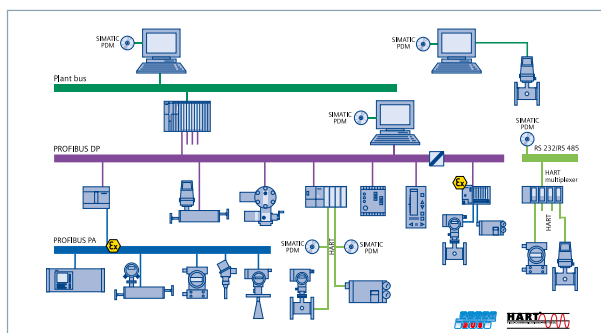 SIMATIC
PDM
SIMATIC
PDM
Plant bus
SIMATIC
PDM
SIMATIC
PDM
PROFIBUS DP
RS 232/RS 485
HART
multiplexer
Ex
HART
Ex
PROFIBUS PA
SIMATIC
PDM
HART
SIMATIC
PDM
HART